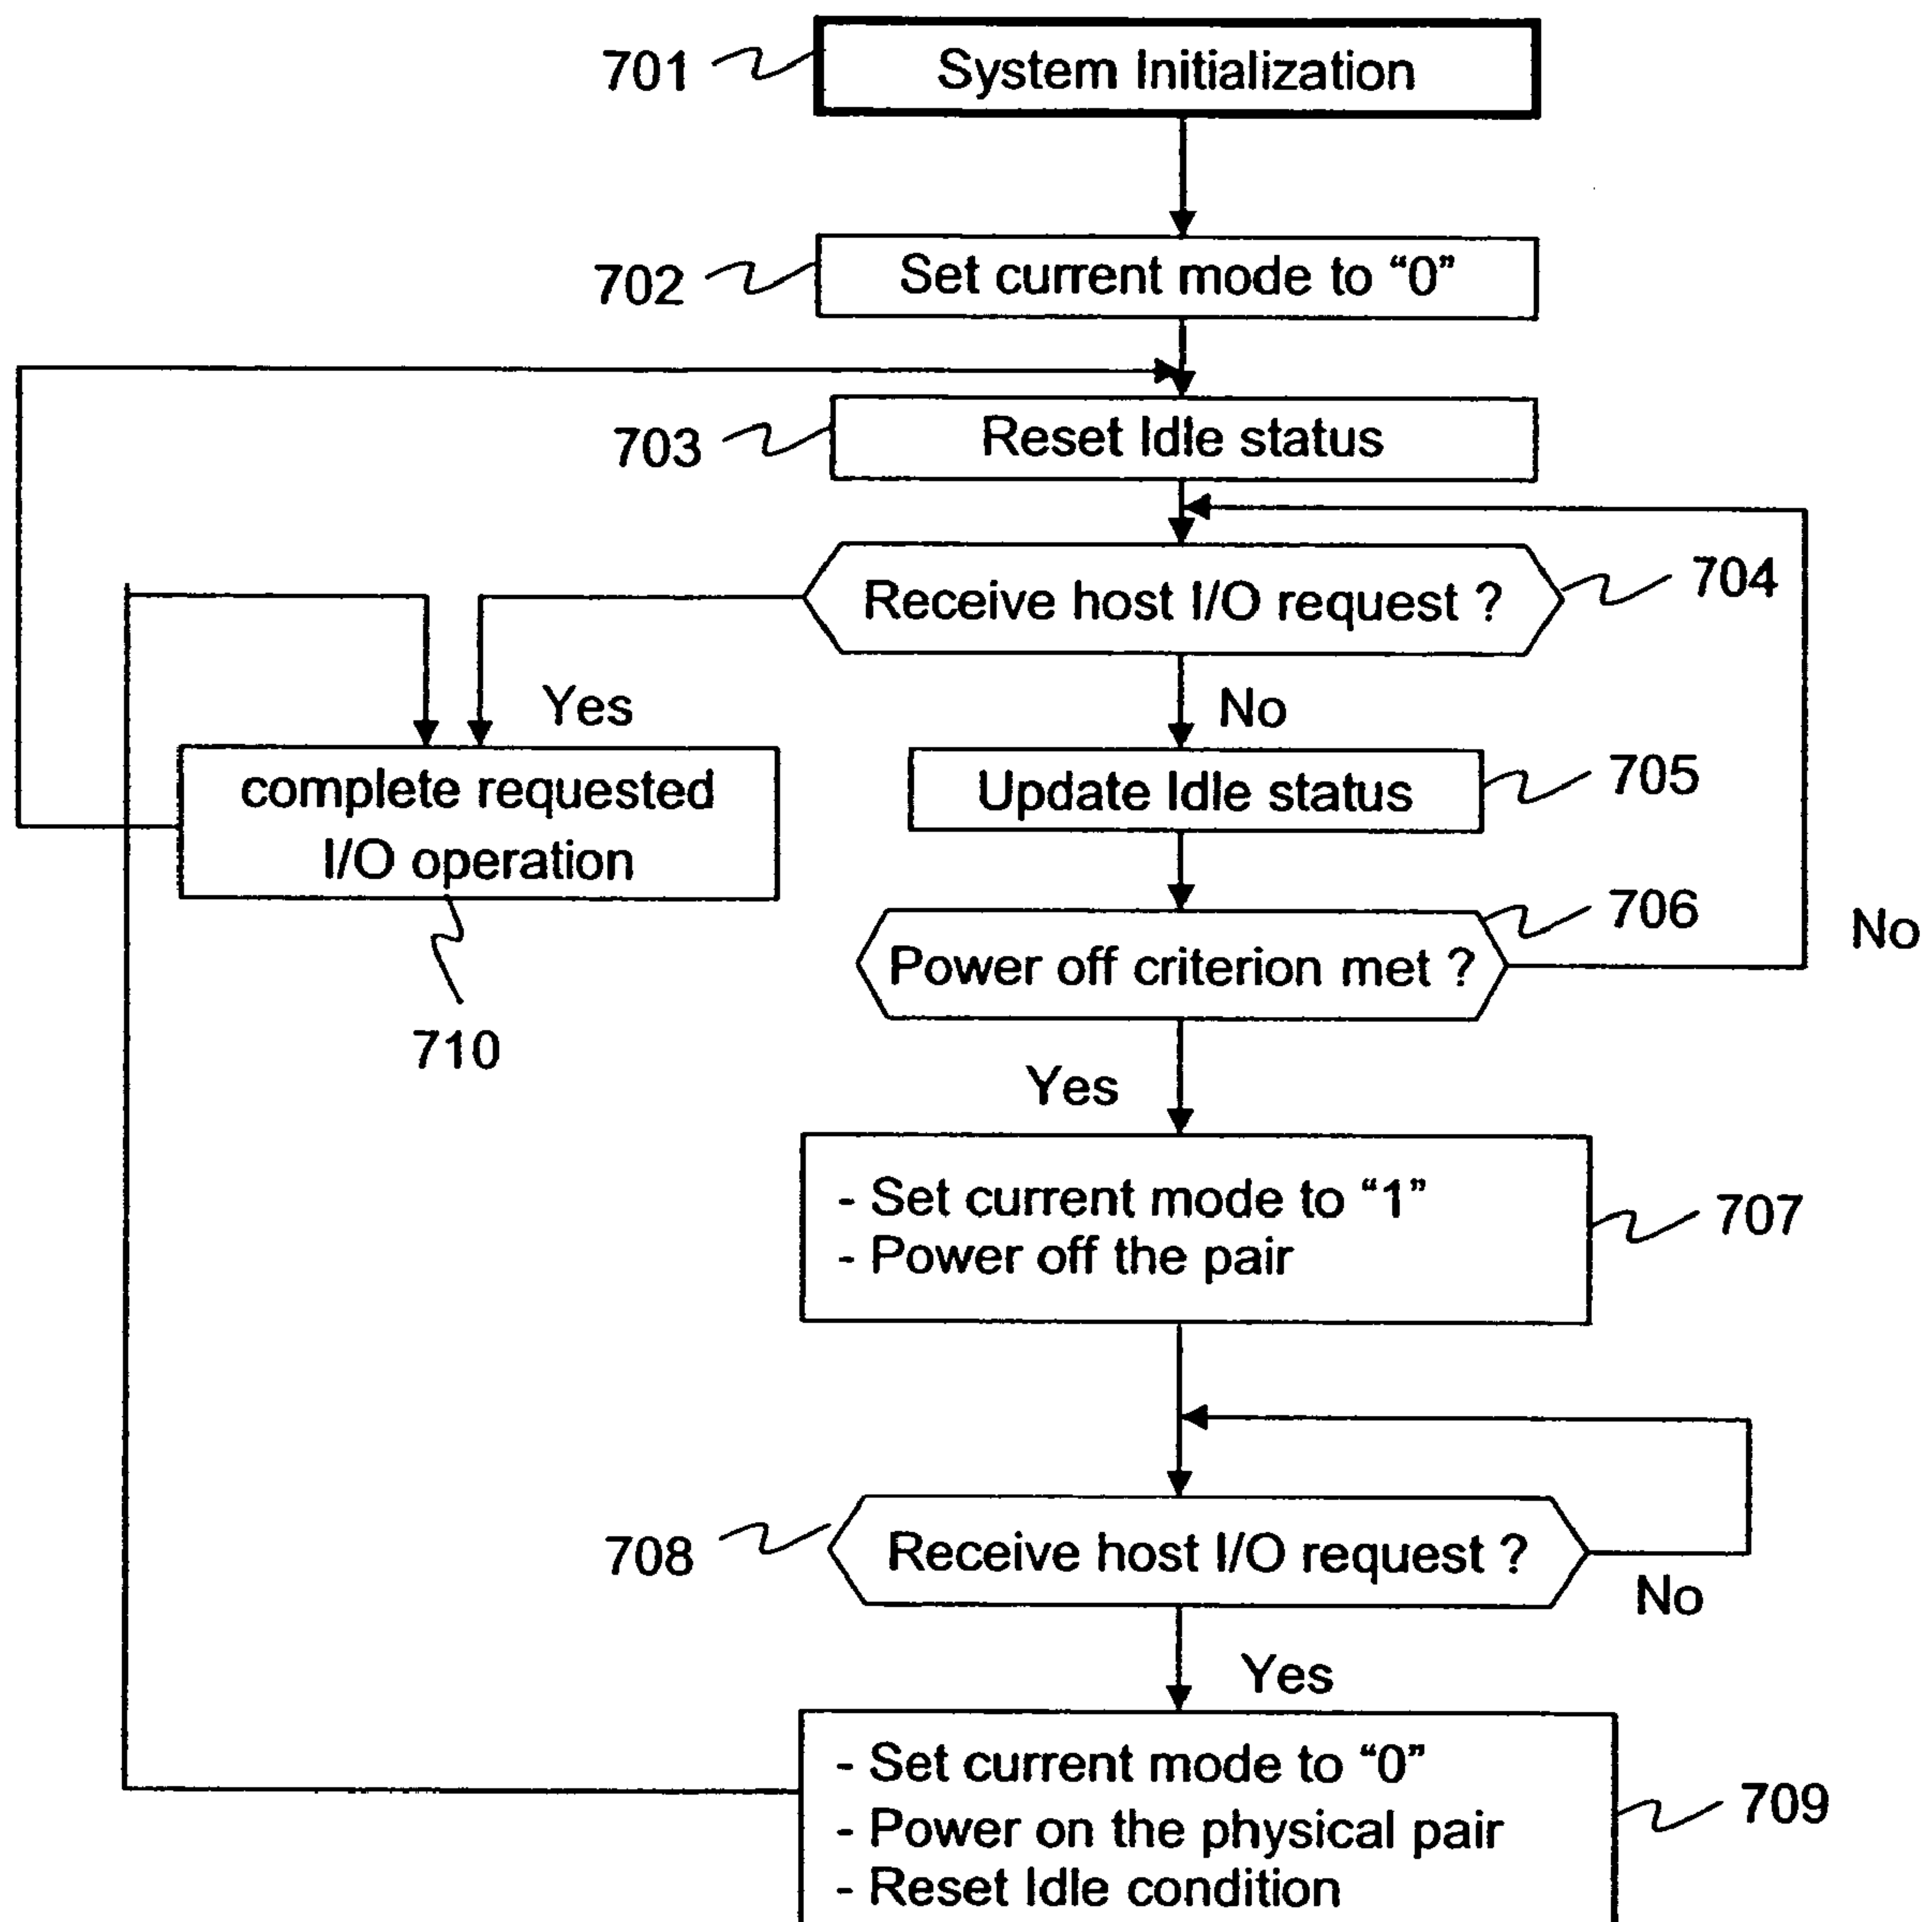 701
System Initialization
702
Set current mode to “0”
703
Reset Idle status
704
Receive host I/O request ?
Yes
No
complete requested
I/O operation
Update Idle status
705
706
Power off criterion met ?
No
710
Yes
- Set current mode to “1”
- Power off the pair
707
708
Receive host I/O request ?
No
Yes
- Set current mode to “0”
- Power on the physical pair
- Reset Idle condition
709